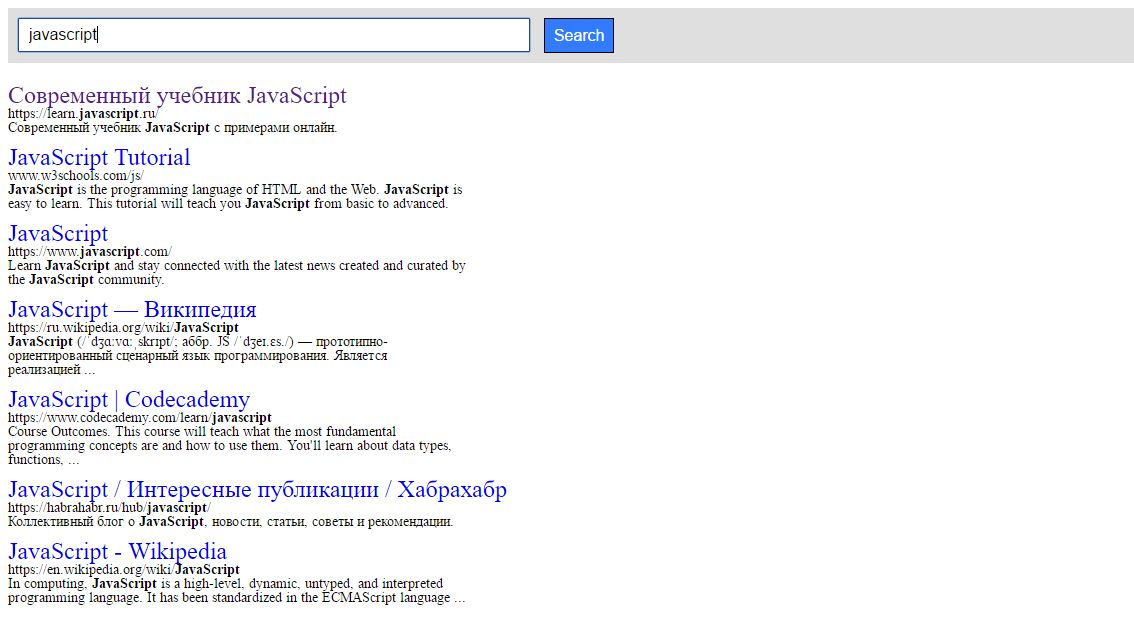 javascript
Search
Современный учебник JavaScript
https://learn.javascript.ru/
Современный учебник JavaScript с примерами онлайн.
JavaScript Tutorial
www.w3schools.com/js/
JavaScript is the programming language of HTML and the Web. JavaScript is
easy to learn. This tutorial will teach you JavaScript from basic to advanced.
JavaScript
https://www.javascript.com/
Learn JavaScript and stay connected with the latest news created and curated by
the JavaScript community.
JavaScript — Википедия
https://ru.wikipedia.org/wiki/JavaScript
JavaScript (/ˈdʒɑːvɑːˌskrɪpt/; аббр. JS /ˈdʒeɪ.ɛs./) — прототипно-
ориентированный сценарный язык программирования. Является
реализацией ...
JavaScript | Codecademy
https://www.codecademy.com/learn/javascript
Course Outcomes. This course will teach what the most fundamental
programming concepts are and how to use them. You'll learn about data types,
functions, ...
JavaScript / Интересные публикации / Хабрахабр
https://habrahabr.ru/hub/javascript/
Коллективный блог о JavaScript, новости, статьи, советы и рекомендации.
JavaScript - Wikipedia
https://en.wikipedia.org/wiki/JavaScript
In computing, JavaScript is a high-level, dynamic, untyped, and interpreted
programming language. It has been standardized in the ECMAScript language ...